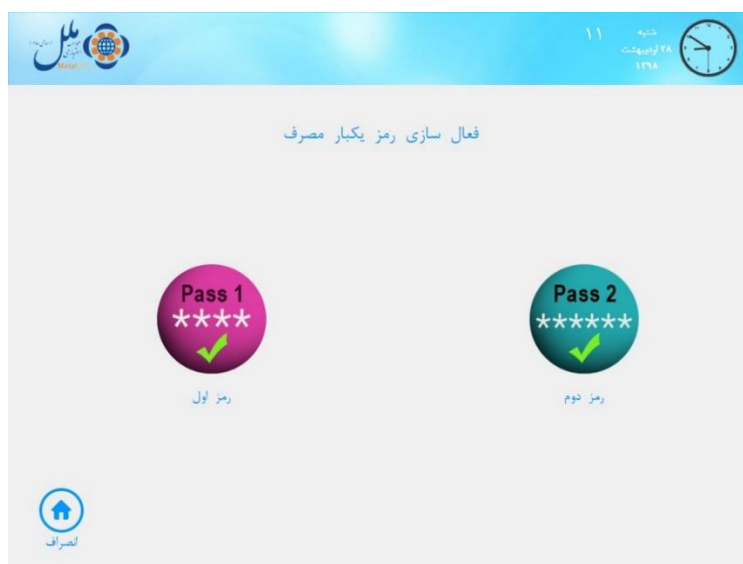 ملل
Melal
۱۱
شنبه
۲۸ اردیبهشت
۱۳۹۸
فعال سازی رمز یکبار مصرف
Pass 1
****
رمز اول
Pass 2
******
رمز دوم
انصراف